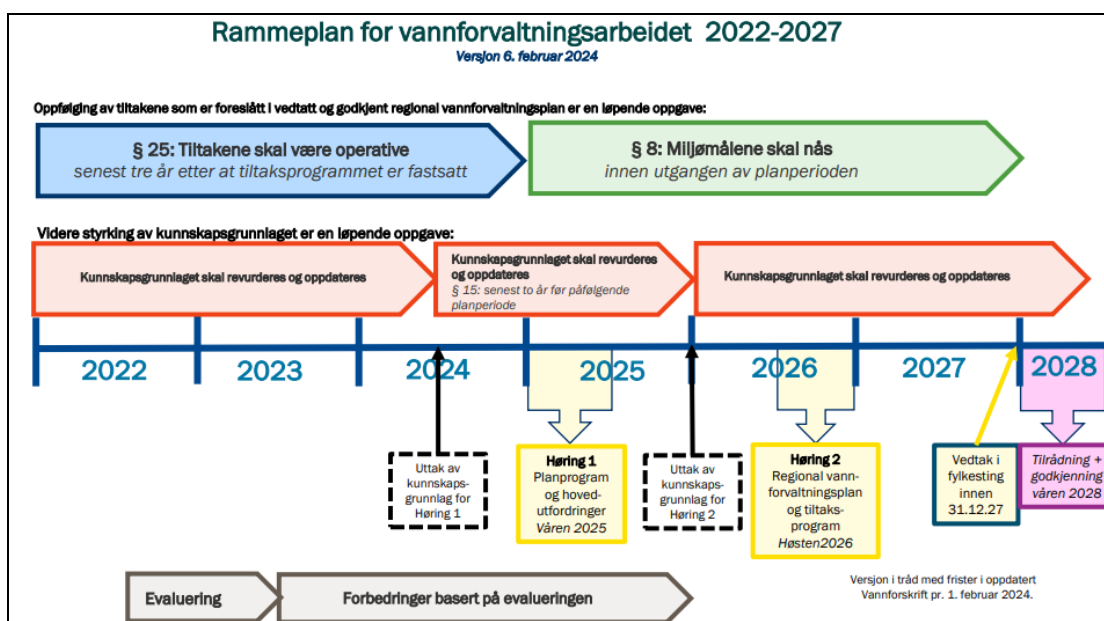 Rammeplan for vannforvaltningsarbeidet 2022-2027
Versjon 6. februar 2024
Oppfølging av tiltakene som er foreslått i vedtatt og godkjent regional vannforvaltningsplan er en løpende oppgave:
§ 25: Tiltakene skal være operative
senest tre år etter at tiltaksprogrammet er fastsatt
§ 8: Miljømålene skal nås
innen utgangen av planperioden
Videre styrking av kunnskapsgrunnlaget er en løpende oppgave:
Kunnskapsgrunnlaget skal revurderes og oppdateres
Kunnskapsgrunnlaget skal revurderes
og oppdateres
§ 15: senest to år før påfølgende
planperiode
Kunnskapsgrunnlaget skal revurderes og oppdateres
2022
2023
2024
2025
2026
2027
2028
Uttak av
kunnskaps-
grunnlag for
Høring 1
Høring 1
Planprogram
og hoved-
utfordringer
Våren 2025
Uttak av
kunnskaps-
grunnlag for
Høring 2
Høring 2
Regional vann-
forvaltningsplan
og tiltaks-
program
Høsten2026
Vedtak i
fylkesting
innen
31.12.27
Tilrådning +
godkjenning
våren 2028
Evaluering
Forbedringer basert på evalueringen
Versjon i tråd med frister i oppdatert
Vannforskrift pr. 1. februar 2024.